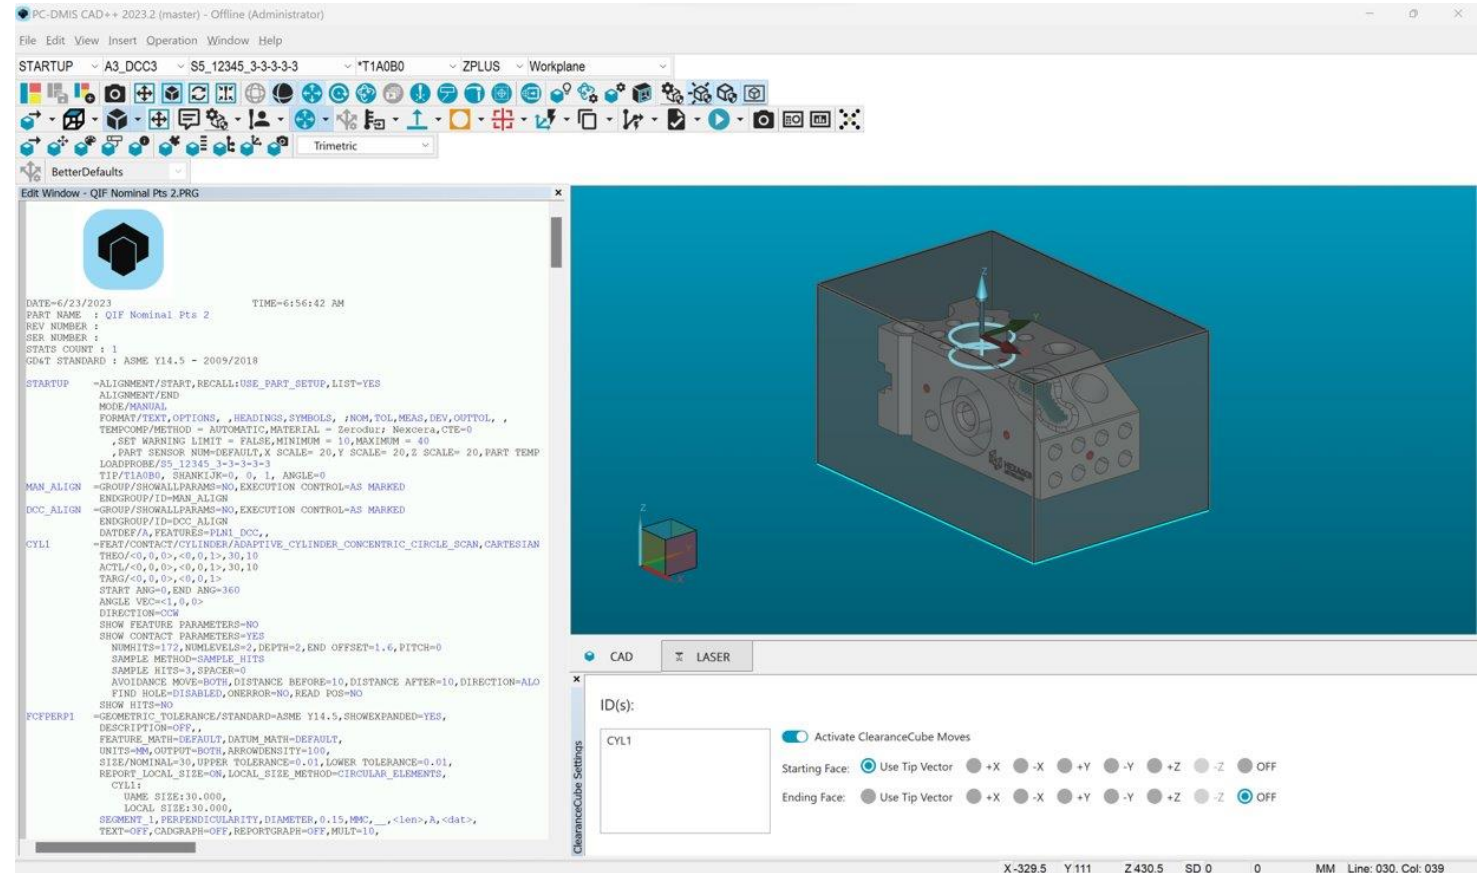 PC-DMIS CAD++ 2023.2 (master) - Offline (Administrator)
File Edit View Insert Operation Window Help
STARTUP A3_DCC3 S5_12345_3-3-3-3-3 *T1A0B0 ZPLUS Workplane
Trimetric
BetterDefaults
Edit Window - QIF Nominal Pts 2.PRG
DATE=6/23/2023 TIME=6:56:42 AM
PART NAME : QIF Nominal Pts 2
REV NUMBER :
SER NUMBER :
STATS COUNT : 1
GD&T STANDARD : ASME Y14.5 - 2009/2018
STARTUP =ALIGNMENT/START,RECALL:USE_PART_SETUP,LIST=YES
ALIGNMENT/END
MODE/MANUAL
FORMAT/TEXT,OPTIONS, ,HEADINGS,SYMBOLS, ;NOM,TOL,MEAS,DEV,OUTTOL, ,
TEMPCOMP/METHOD = AUTOMATIC,MATERIAL = Zerodur; Nexcera,CTE=0
,SET WARNING LIMIT = FALSE,MINIMUM = 10,MAXIMUM = 40
,PART SENSOR NUM=DEFAULT,X SCALE= 20,Y SCALE= 20,Z SCALE= 20,PART TEMP
LOADPROBE/S5_12345_3-3-3-3-3
TIP/T1A0B0, SHANKIJK=0, 0, 1, ANGLE=0
MAN_ALIGN =GROUP/SHOWALLPARAMS=NO,EXECUTION CONTROL=AS MARKED
ENDGROUP/ID=MAN_ALIGN
DCC_ALIGN =GROUP/SHOWALLPARAMS=NO,EXECUTION CONTROL=AS MARKED
ENDGROUP/ID=DCC_ALIGN
DATDEF/A,FEATURES=PLN1_DCC,,
CYL1 =FEAT/CONTACT/CYLINDER/ADAPTIVE_CYLINDER_CONCENTRIC_CIRCLE_SCAN,CARTESIAN
THEO/<0,0,0>,<0,0,1>,30,10
ACTL/<0,0,0>,<0,0,1>,30,10
TARG/<0,0,0>,<0,0,1>
START ANG=0,END ANG=360
ANGLE VEC=<1,0,0>
DIRECTION=CCW
SHOW FEATURE PARAMETERS=NO
SHOW CONTACT PARAMETERS=YES
NUMHITS=172,NUMLEVELS=2,DEPTH=2,END OFFSET=1.6,PITCH=0
SAMPLE METHOD=SAMPLE_HITS
SAMPLE HITS=3,SPACER=0
AVOIDANCE MOVE=BOTH,DISTANCE BEFORE=10,DISTANCE AFTER=10,DIRECTION=ALO
FIND HOLE=DISABLED,ONERROR=NO,READ POS=NO
SHOW HITS=NO
FCFPERP1 =GEOMETRIC_TOLERANCE/STANDARD=ASME Y14.5,SHOWEXPANDED=YES,
DESCRIPTION=OFF,,
FEATURE_MATH=DEFAULT,DATUM_MATH=DEFAULT,
UNITS=MM,OUTPUT=BOTH,ARROWDENSITY=100,
SIZE/NOMINAL=30,UPPER TOLERANCE=0.01,LOWER TOLERANCE=0.01,
REPORT_LOCAL_SIZE=ON,LOCAL_SIZE_METHOD=CIRCULAR_ELEMENTS,
CYL1:
UAME SIZE:30.000,
LOCAL SIZE:30.000,
SEGMENT_1,PERPENDICULARITY,DIAMETER,0.15,MMC,__,<len>,A,<dat>,
TEXT=OFF,CADGRAPH=OFF,REPORTGRAPH=OFF,MULT=10,
Z
Y
HEXAGON
Z
Y
X
CAD LASER
ClearanceCube Settings
ID(s):
CYL1
Activate ClearanceCube Moves
Starting Face: Use Tip Vector +X -X +Y -Y +Z -Z OFF
Ending Face: Use Tip Vector +X -X +Y -Y +Z -Z OFF
X -329.5 Y 111 Z 430.5 SD 0 0 MM Line: 030, Col: 039